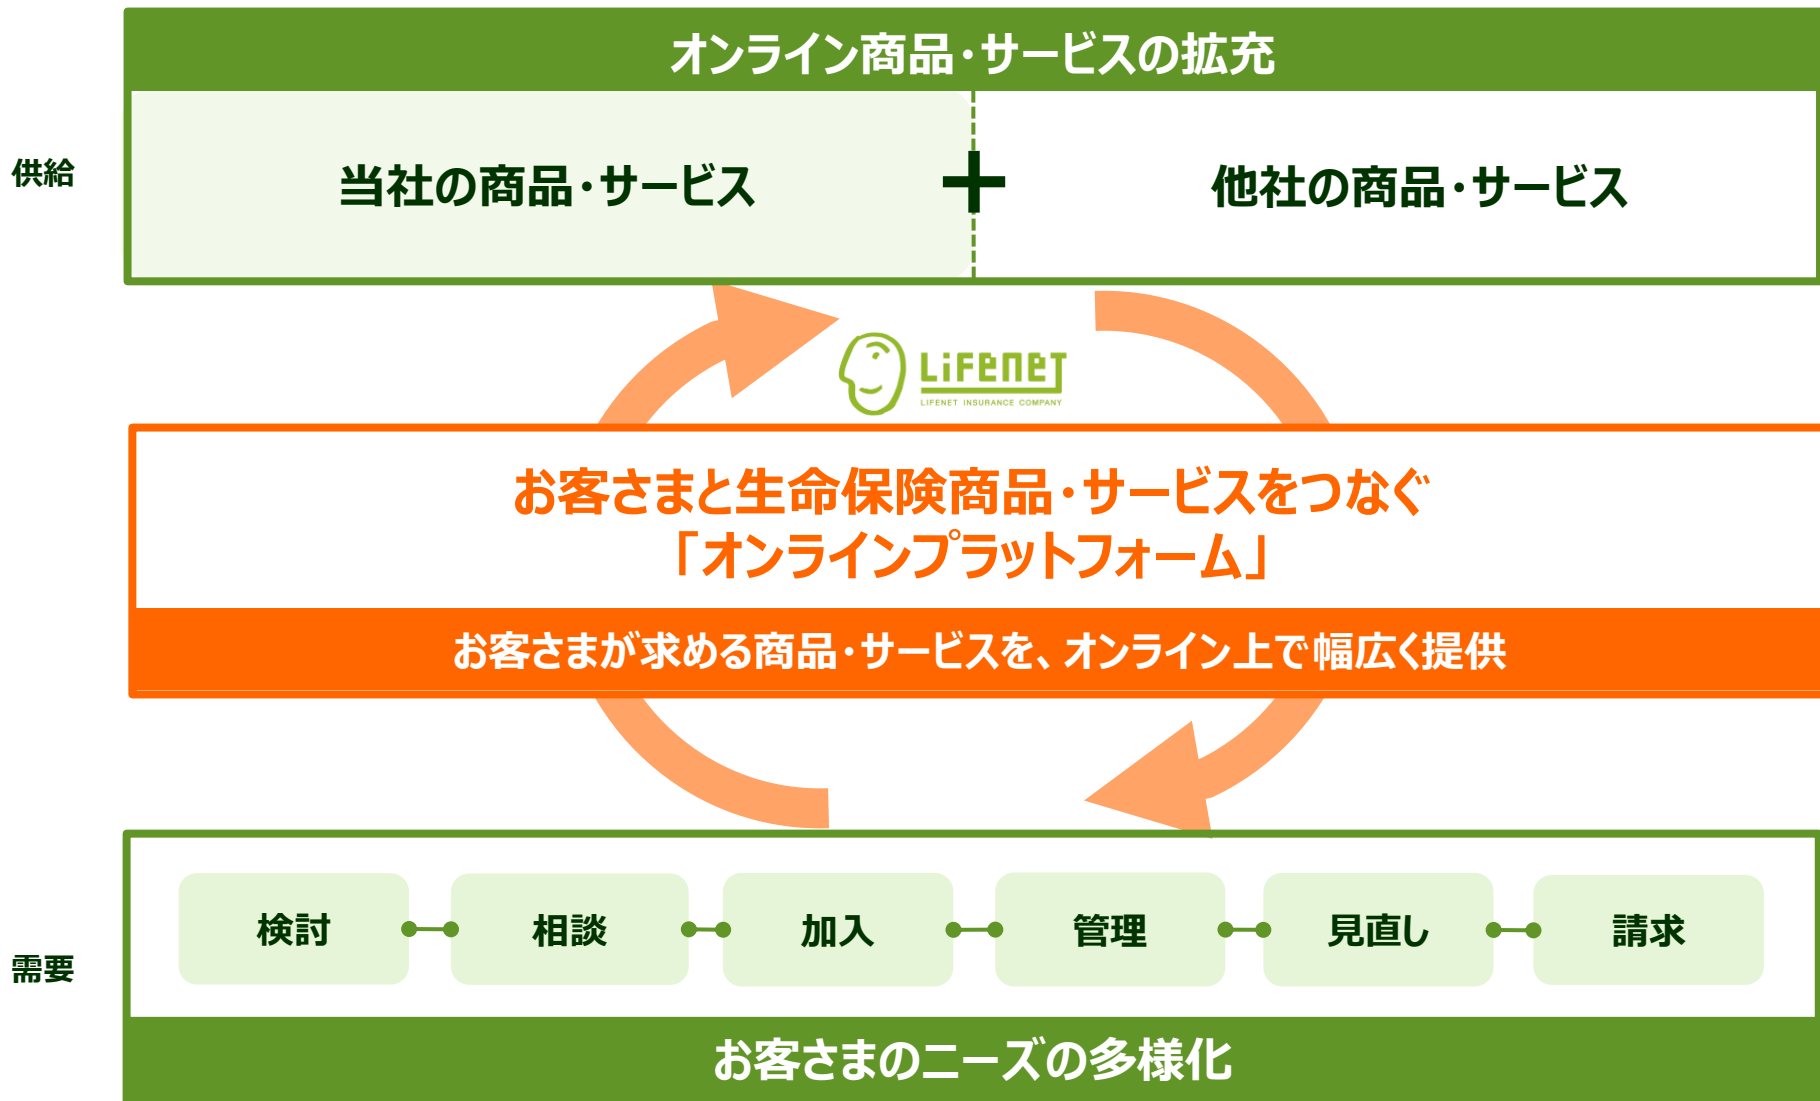 オンライン商品・サービスの拡充
供給
当社の商品・サービス
+
他社の商品・サービス
LIFENET
LIFENET INSURANCE COMPANY
お客さまと生命保険商品・サービスをつなぐ
「オンラインプラットフォーム」
お客さまが求める商品・サービスを、オンライン上で幅広く提供
需要
検討
相談
加入
管理
見直し
請求
お客さまのニーズの多様化